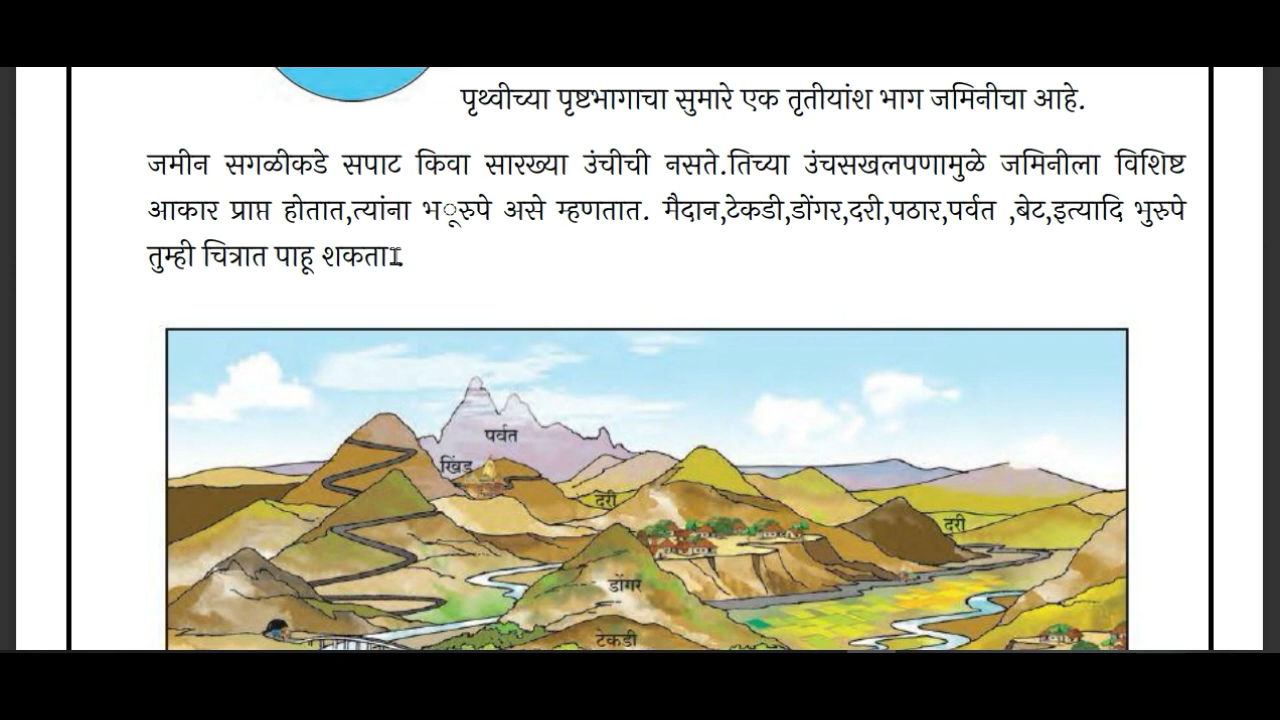 पृथ्वीच्या पृष्टभागाचा सुमारे एक तृतीयांश भाग जमिनीचा आहे.
जमीन सगळीकडे सपाट किवा सारख्या उंचीची नसते.तिच्या उंचसखलपणामुळे जमिनीला विशिष्ट
आकार प्राप्त होतात,त्यांना भूरुपे असे म्हणतात. मैदान,टेकडी,डोंगर,दरी,पठार,पर्वत ,बेट,इत्यादि भुरुपे
तुम्ही चित्रात पाहू शकता.
पर्वत
खिंड
दरी
दरी
डोंगर
टेकडी